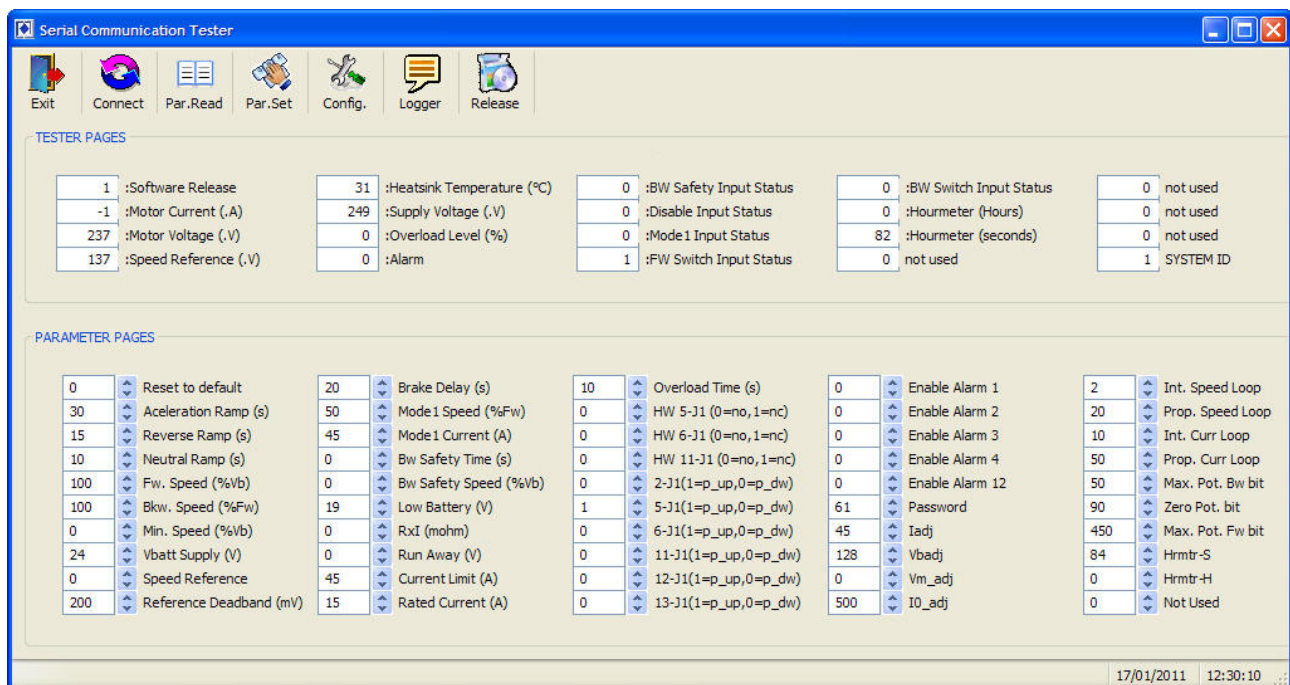 Serial Communication Tester
Exit Connect Par.Read Par.Set Config. Logger Release
TESTER PAGES
1 :Software Release 31 :Heatsink Temperature (°C) 0 :BW Safety Input Status 0 :BW Switch Input Status 0 not used
-1 :Motor Current (.A) 249 :Supply Voltage (.V) 0 :Disable Input Status 0 :Hourmeter (Hours) 0 not used
237 :Motor Voltage (.V) 0 :Overload Level (%) 0 :Mode1 Input Status 82 :Hourmeter (seconds) 0 not used
137 :Speed Reference (.V) 0 :Alarm 1 :FW Switch Input Status 0 not used 1 SYSTEM ID
PARAMETER PAGES
0 Reset to default 20 Brake Delay (s) 10 Overload Time (s) 0 Enable Alarm 1 2 Int. Speed Loop
30 Aceleration Ramp (s) 50 Mode1 Speed (%Fw) 0 HW 5-J1 (0=no,1=nc) 0 Enable Alarm 2 20 Prop. Speed Loop
15 Reverse Ramp (s) 45 Mode1 Current (A) 0 HW 6-J1 (0=no,1=nc) 0 Enable Alarm 3 10 Int. Curr Loop
10 Neutral Ramp (s) 0 Bw Safety Time (s) 0 HW 11-J1 (0=no,1=nc) 0 Enable Alarm 4 50 Prop. Curr Loop
100 Fw. Speed (%Vb) 0 Bw Safety Speed (%Vb) 0 2-J1(1=p_up,0=p_dw) 0 Enable Alarm 12 50 Max. Pot. Bw bit
100 Bkw. Speed (%Fw) 19 Low Battery (V) 1 5-J1(1=p_up,0=p_dw) 61 Password 90 Zero Pot. bit
0 Min. Speed (%Vb) 0 RxI (mohm) 0 6-J1(1=p_up,0=p_dw) 45 Iadj 450 Max. Pot. Fw bit
24 Vbatt Supply (V) 0 Run Away (V) 0 11-J1(1=p_up,0=p_dw) 128 Vbadj 84 Hrmtr-S
0 Speed Reference 45 Current Limit (A) 0 12-J1(1=p_up,0=p_dw) 0 Vm_adj 0 Hrmtr-H
200 Reference Deadband (mV) 15 Rated Current (A) 0 13-J1(1=p_up,0=p_dw) 500 I0_adj 0 Not Used
17/01/2011 12:30:10